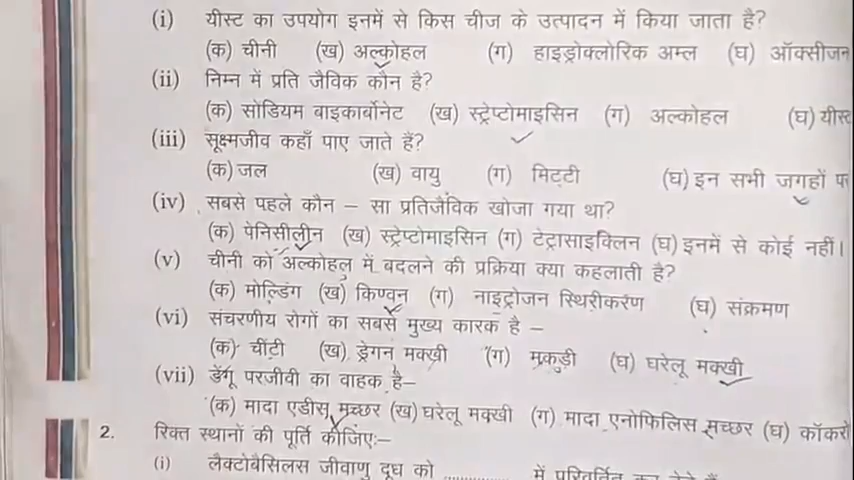 (i) यीस्ट का उपयोग इनमें से किस चीज के उत्पादन में किया जाता है?
(क) चीनी (ख) अल्कोहल (ग) हाइड्रोक्लोरिक अम्ल (घ) ऑक्सीजन
(ii) निम्न में प्रति जैविक कौन है?
(क) सोडियम बाइकार्बोनेट (ख) स्ट्रेप्टोमाइसिन (ग) अल्कोहल (घ) यीस्ट
(iii) सूक्ष्मजीव कहाँ पाए जाते हैं?
(क) जल (ख) वायु (ग) मिट्टी (घ) इन सभी जगहों
(iv) सबसे पहले कौन – सा प्रतिजैविक खोजा गया था?
(क) पेनिसीलीन (ख) स्ट्रेप्टोमाइसिन (ग) टेट्रासाइक्लिन (घ) इनमें से कोई नहीं।
(v) चीनी को अल्कोहल में बदलने की प्रक्रिया क्या कहलाती है?
(क) मोल्डिंग (ख) किण्वन (ग) नाइट्रोजन स्थिरीकरण (घ) संक्रमण
(vi) संचरणीय रोगों का सबसे मुख्य कारक है –
(क) चींटी (ख) ड्रेगन मक्खी (ग) मकड़ी (घ) घरेलू मक्खी
(vii) डेंगू परजीवी का वाहक है–
(क) मादा एडीस मच्छर (ख) घरेलू मक्खी (ग) मादा एनोफिलिस मच्छर (घ)
2. रिक्त स्थानों की पूर्ति कीजिए:–
(i) लैक्टोबैसिलस जीवाणु दूध को ............ में परिवर्तित